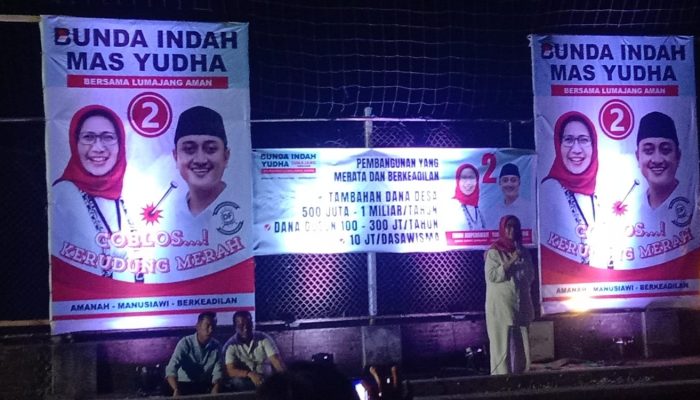 BUNDA INDAH
MAS YUDHA
BERSAMA LUMAJANG AMAN
2
COBLOS....!
KERUDUNG MERAH
AMANAH - MANUSIAWI - BERKEADILAN
BUNDA INDAH
YUDHA
PEMBANGUNAN YANG
MERATA DAN BERKEADILAN
- TAMBAHAN DANA DESA
500 JUTA - 1 MILIAR/TAHUN
DANA DUSUN 100 - 300 JT/TAHUN
10 JT/DASAWISMA
2
BUNDA INDAH
MAS YUDHA
BERSAMA LUMAJANG AMAN
2
COBLOS....!
KERUDUNG MERAH
AMANAH - MANUSIAWI - BERKEADILAN